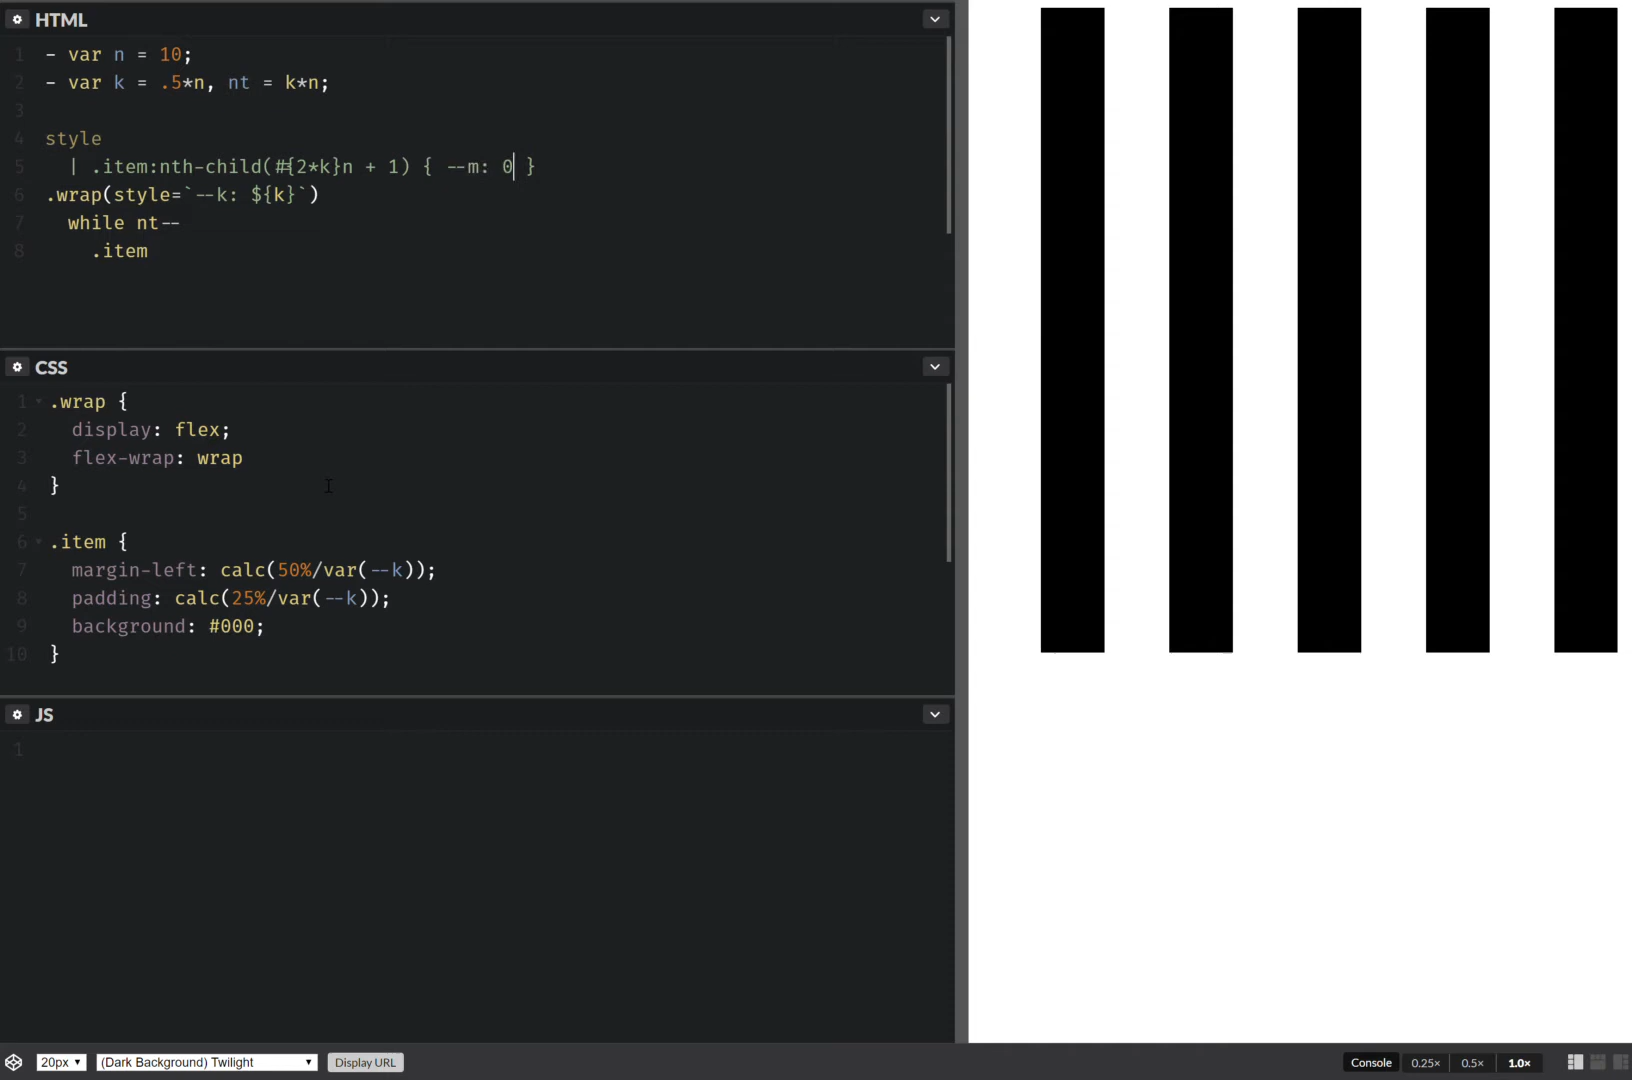 HTML
1 - var n = 10;
2 - var k = .5*n, nt = k*n;
3
4 style
5 | .item:nth-child(#{2*k}n + 1) { --m: 0 }
6 .wrap(style=`--k: ${k}`)
7 while nt--
8 .item
CSS
1 .wrap {
2 display: flex;
3 flex-wrap: wrap
4 }
5
6 .item {
7 margin-left: calc(50%/var(--k));
8 padding: calc(25%/var(--k));
9 background: #000;
10 }
JS
1
20px (Dark Background) Twilight Display URL Console 0.25× 0.5× 1.0×